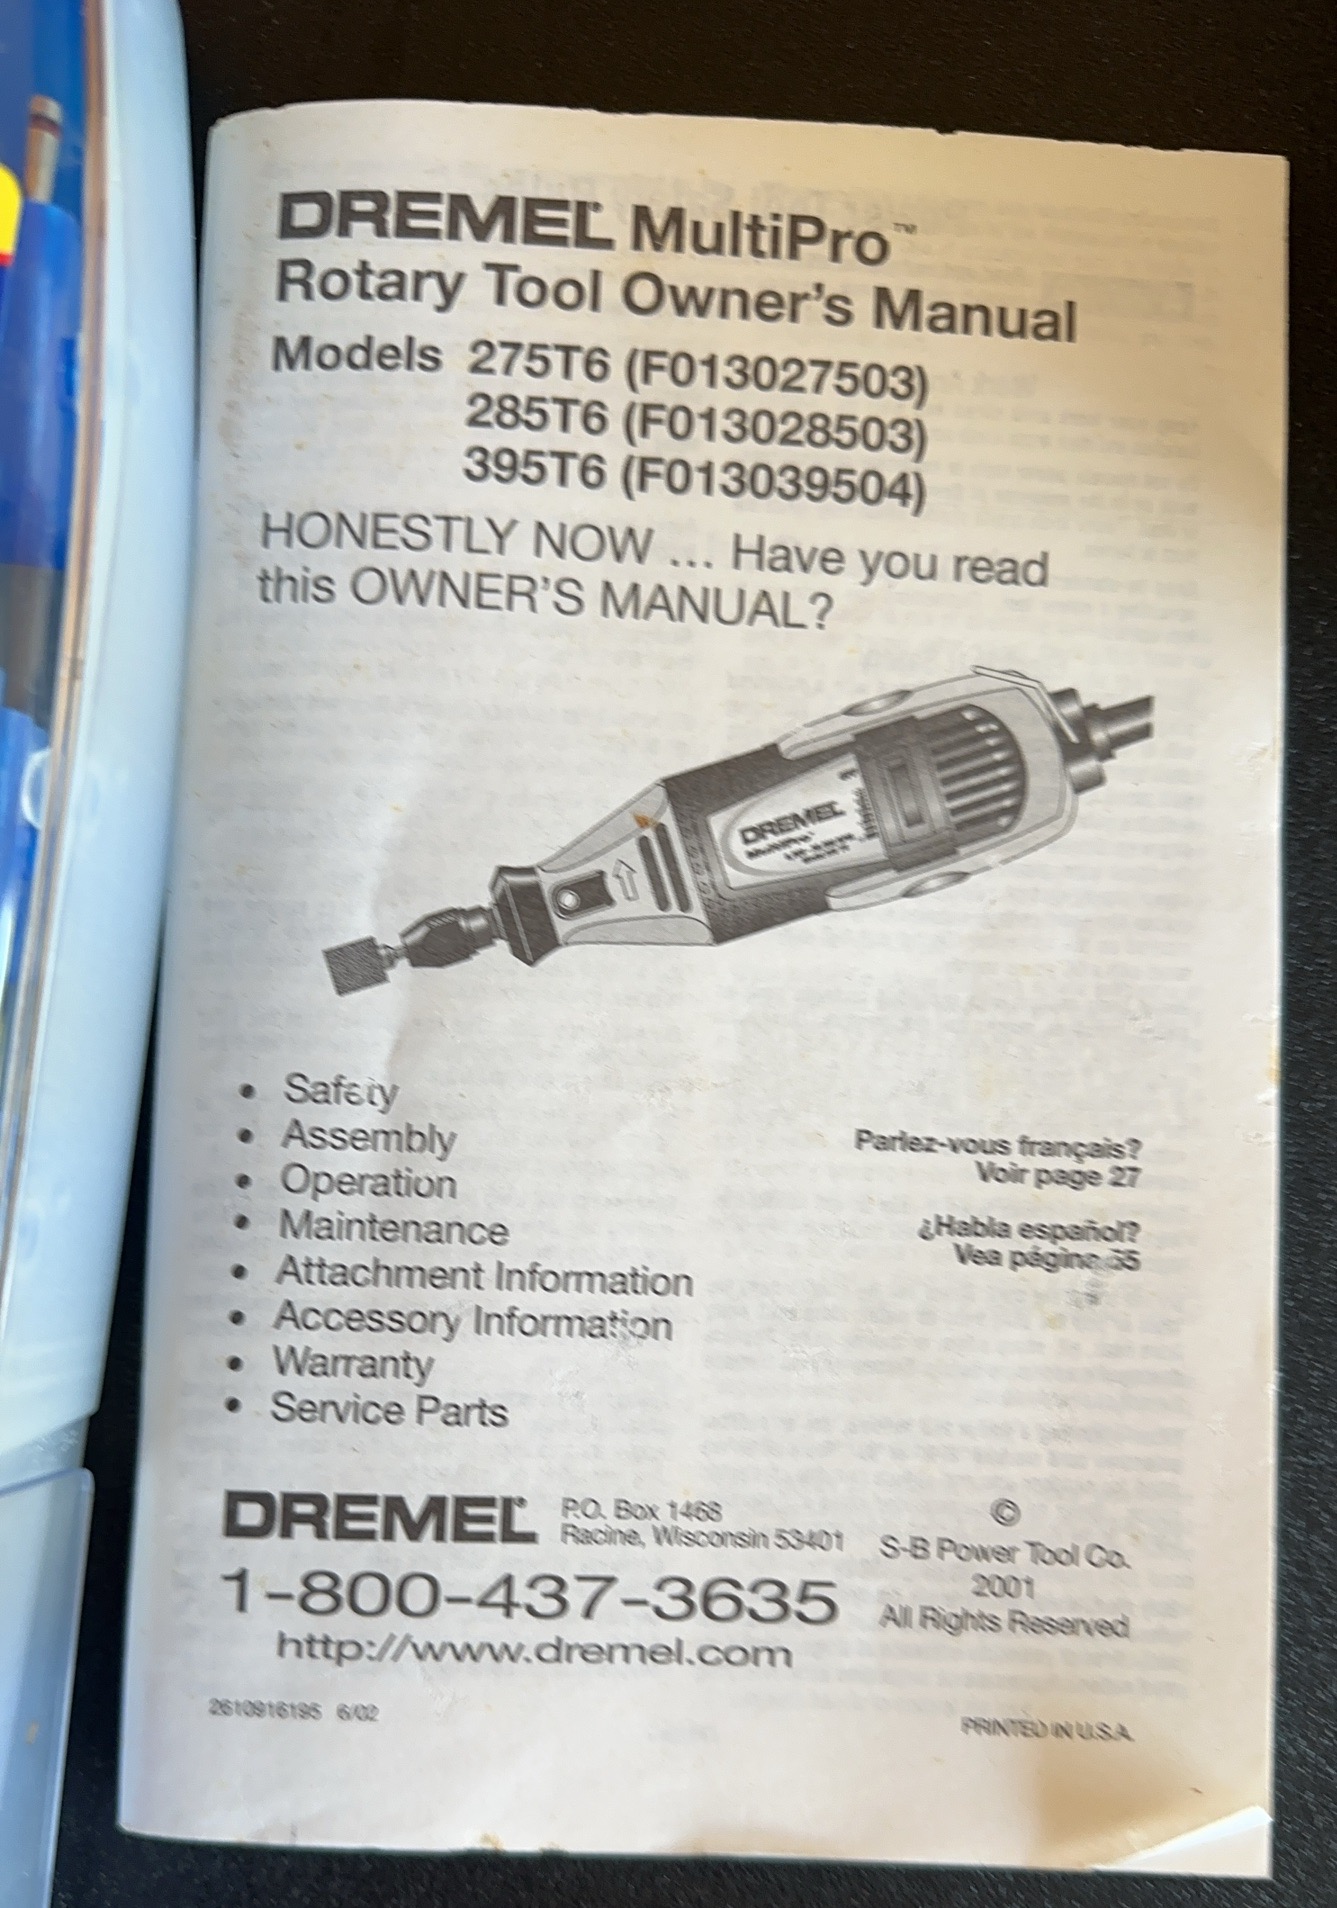 DREMEL® MultiPro™
Rotary Tool Owner's Manual
Models 275T6 (F013027503)
285T6 (F013028503)
395T6 (F013039504)
HONESTLY NOW ... Have you read
this OWNER'S MANUAL?
DREMEL
MultiPro
• Safety
• Assembly
• Operation
• Maintenance
• Attachment Information
• Accessory Information
• Warranty
• Service Parts
Parlez-vous français?
Voir page 27
¿Habla español?
Vea página
DREMEL® P.O. Box 1468
Racine, Wisconsin 53401
1-800-437-3635
http://www.dremel.com
©
S-B Power Tool Co.
2001
All Rights Reserved
2610916195 6/02
PRINTED IN U.S.A.